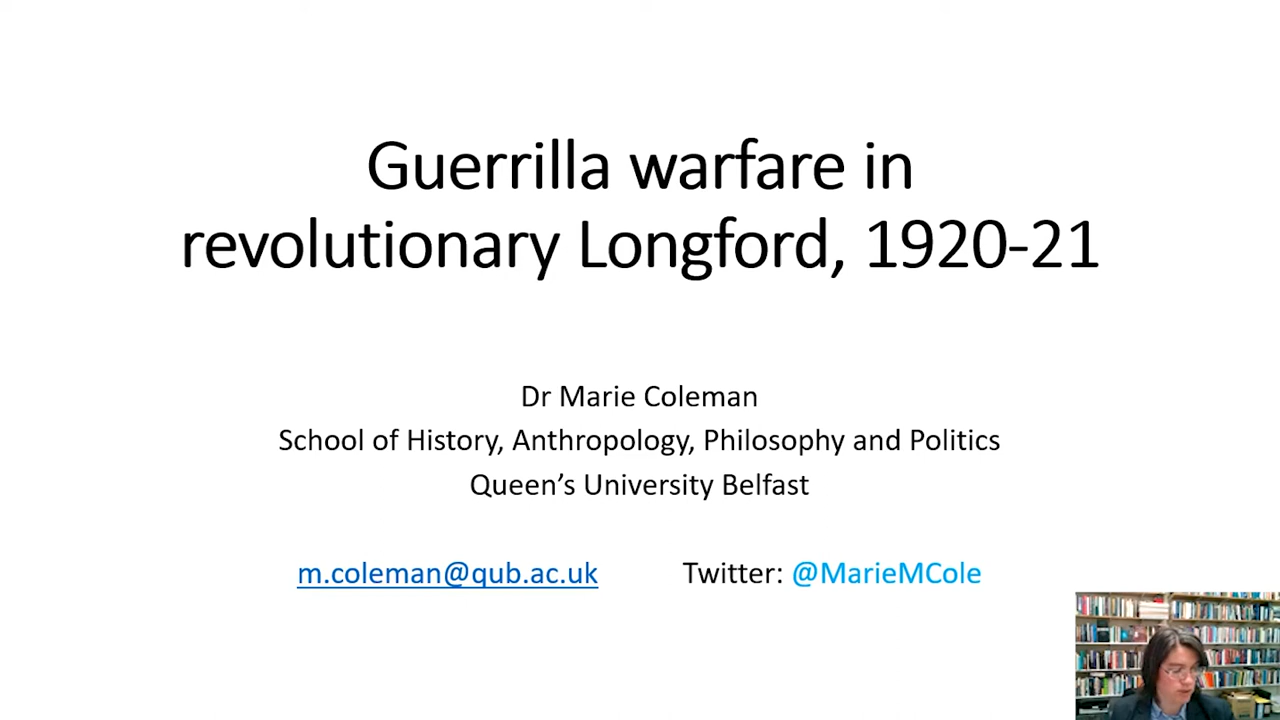 Guerrilla warfare in
revolutionary Longford, 1920-21
Dr Marie Coleman
School of History, Anthropology, Philosophy and Politics
Queen’s University Belfast
m.coleman@qub.ac.uk Twitter: @MarieMCole